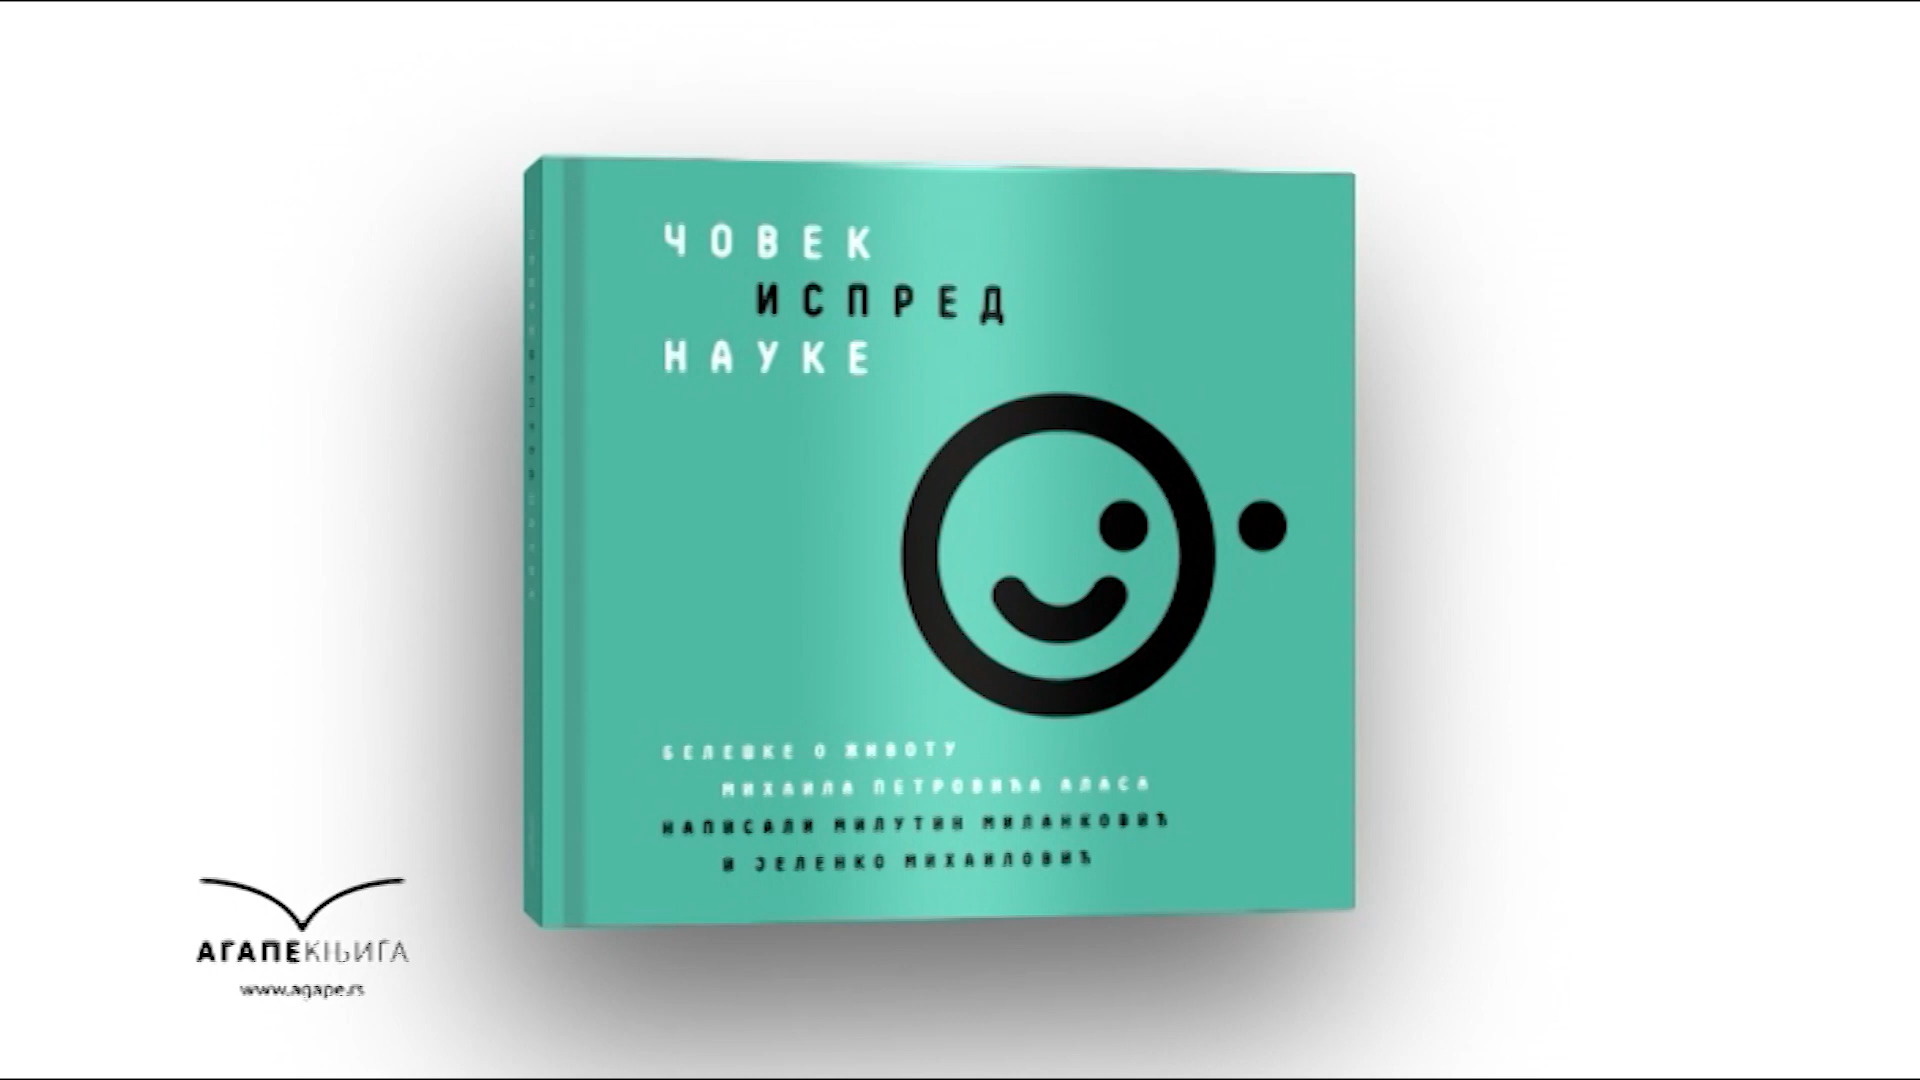 ЧОВЕК
ИСПРЕД
НАУКЕ
БЕЛЕШКЕ О ЖИВОТУ
МИХАИЛА ПЕТРОВИЋА АЛАСА
НАПИСАЛИ МИЛУТИН МИЛАНКОВИЋ
И ЈЕЛЕНКО МИХАИЛОВИЋ
АГАПЕКЊИГА
www.agape.rs